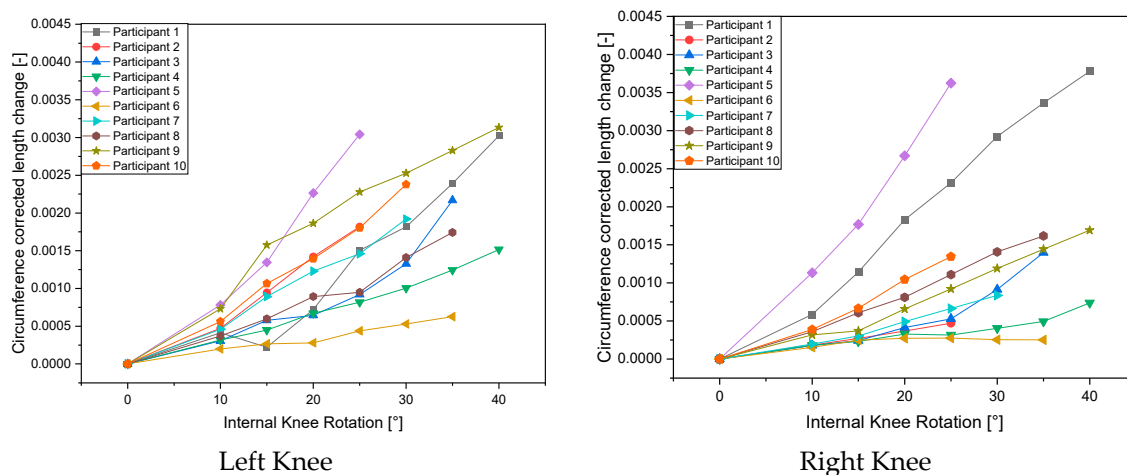 Circumference corrected length change [-]
0.0045
0.0040
0.0035
0.0030
0.0025
0.0020
0.0015
0.0010
0.0005
0.0000
Participant 1
Participant 2
Participant 3
Participant 4
Participant 5
Participant 6
Participant 7
Participant 8
Participant 9
Participant 10
0 10 20 30 40
Internal Knee Rotation [°]
Left Knee
Circumference corrected length change [-]
0.0045
0.0040
0.0035
0.0030
0.0025
0.0020
0.0015
0.0010
0.0005
0.0000
Participant 1
Participant 2
Participant 3
Participant 4
Participant 5
Participant 6
Participant 7
Participant 8
Participant 9
Participant 10
0 10 20 30 40
Internal Knee Rotation [°]
Right Knee